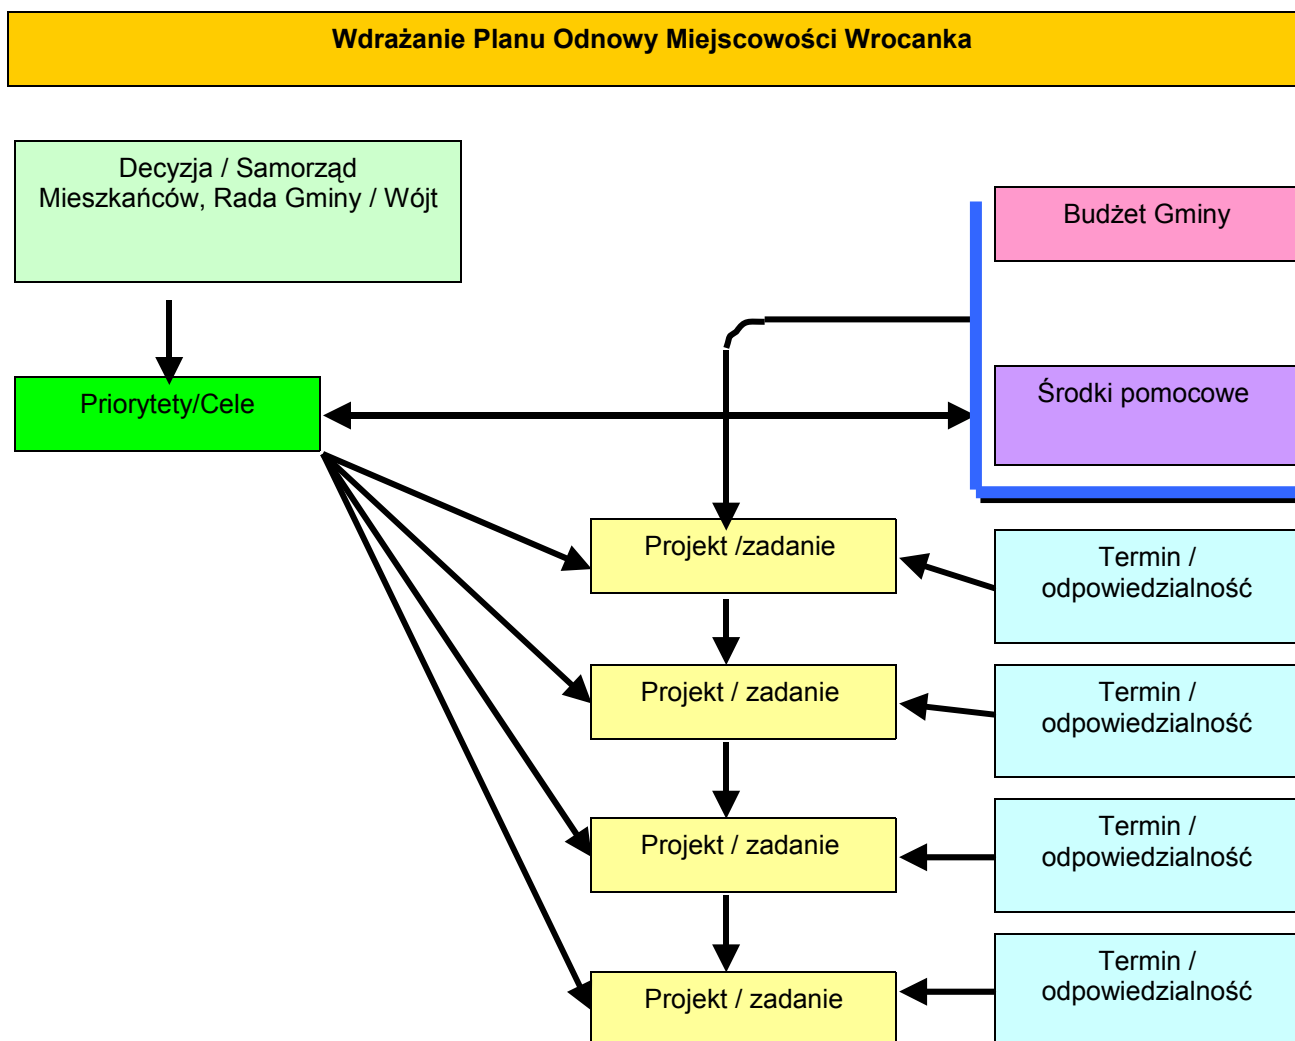 Wdrażanie Planu Odnowy Miejscowości Wrocanka
Decyzja / Samorząd
Mieszkańców, Rada Gminy / Wójt
Budżet Gminy
Priorytety/Cele
Środki pomocowe
Projekt /zadanie
Termin /
odpowiedzialność
Projekt / zadanie
Termin /
odpowiedzialność
Projekt / zadanie
Termin /
odpowiedzialność
Projekt / zadanie
Termin /
odpowiedzialność